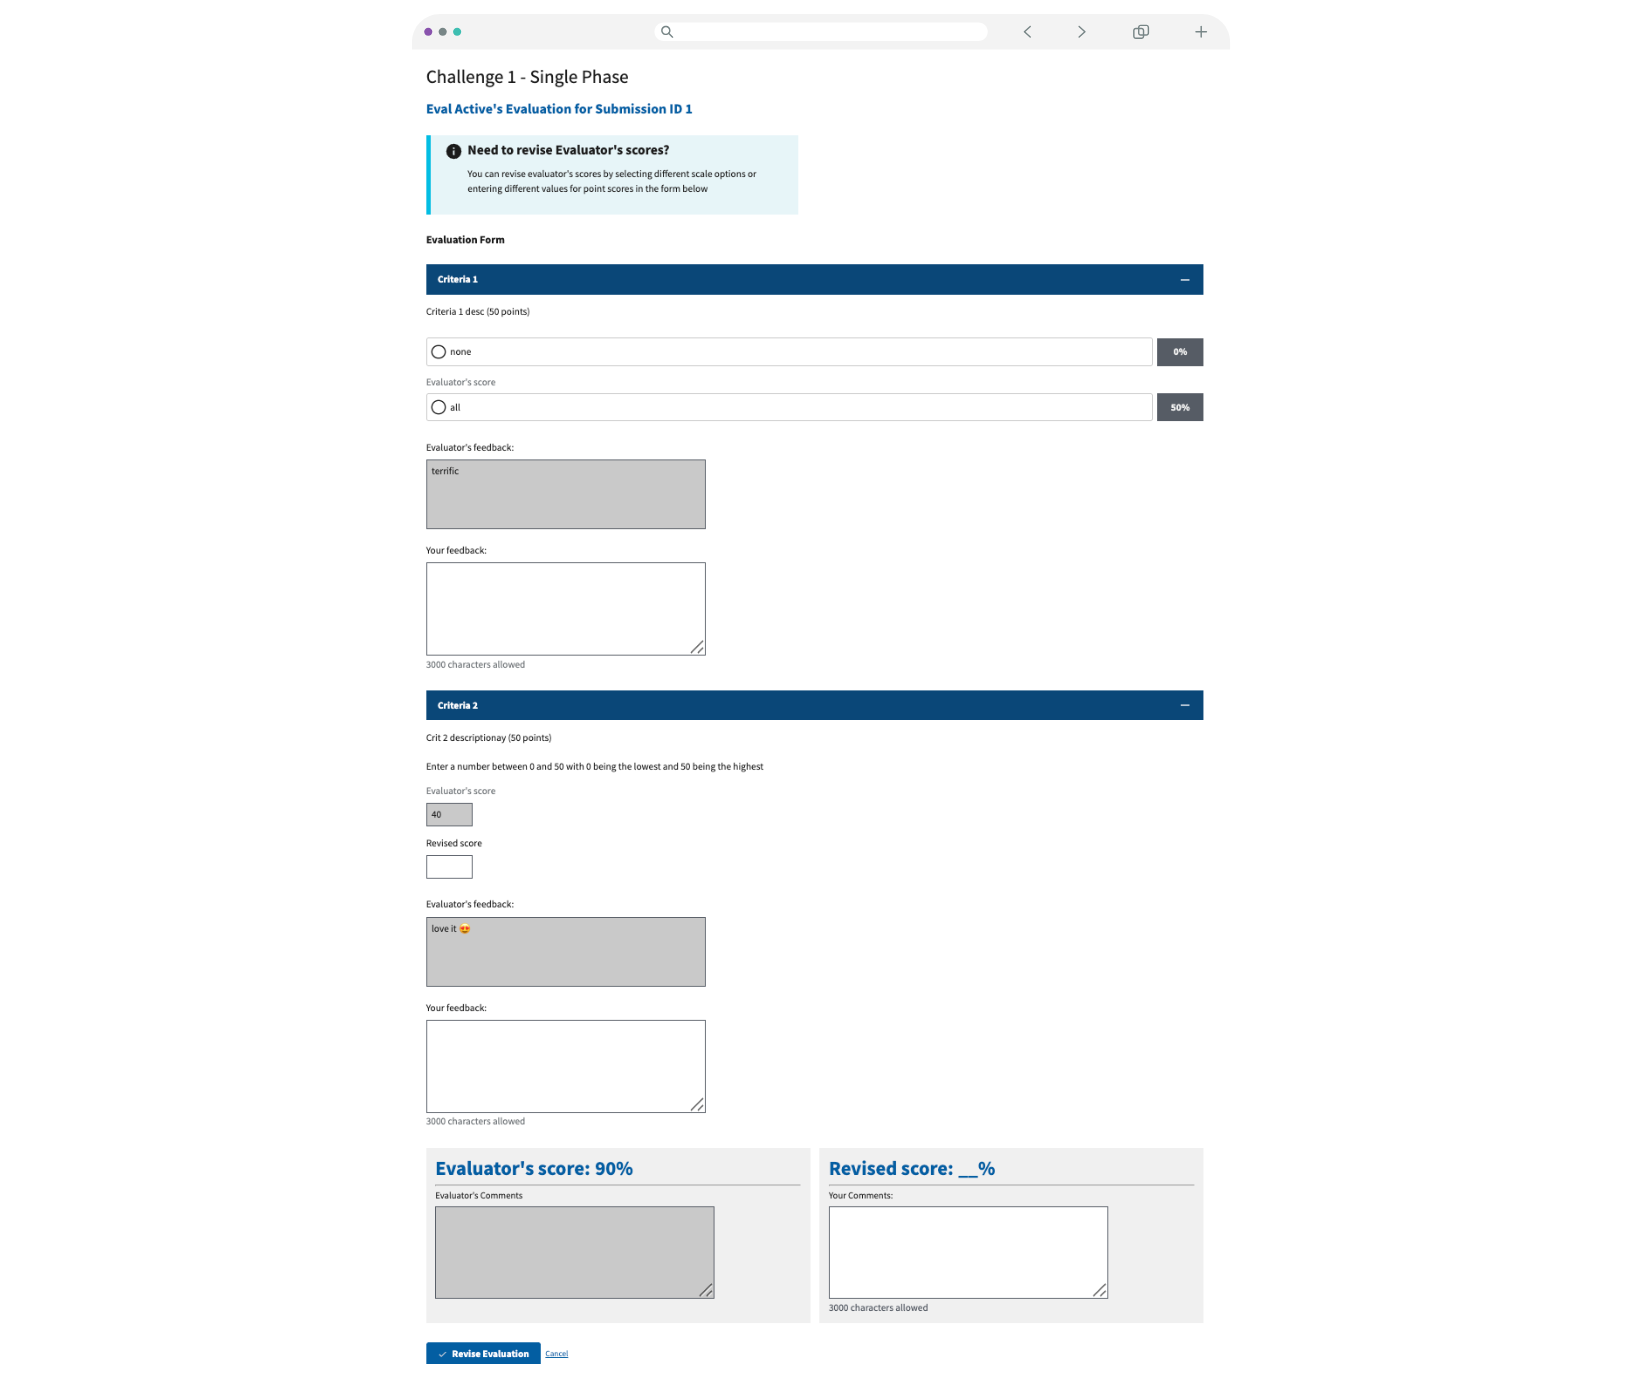 Challenge 1 - Single Phase
Eval Active's Evaluation for Submission ID 1
Need to revise Evaluator's scores?
You can revise evaluator's scores by selecting different scale options or
entering different values for point scores in the form below
Evaluation Form
Criteria 1
Criteria 1 desc (50 points)
none 0%
Evaluator's score
all 50%
Evaluator's feedback:
terrific
Your feedback:
3000 characters allowed
Criteria 2
Crit 2 descriptionay (50 points)
Enter a number between 0 and 50 with 0 being the lowest and 50 being the highest
Evaluator's score
40
Revised score
Evaluator's feedback:
love it 😍
Your feedback:
3000 characters allowed
Evaluator's score: 90%
Evaluator's Comments
Revised score: __%
Your Comments:
3000 characters allowed
Revise Evaluation Cancel